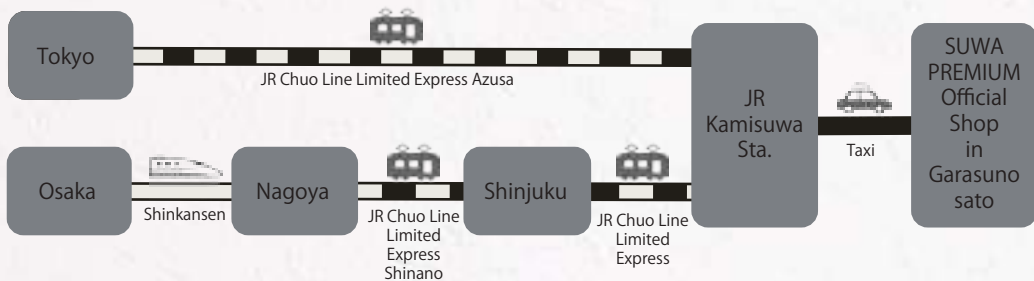 Tokyo
JR Chuo Line Limited Express Azusa
Osaka
Shinkansen
Nagoya
JR Chuo Line
Limited
Express
Shinano
Shinjuku
JR Chuo Line
Limited
Express
JR
Kamisuwa
Sta.
Taxi
SUWA
PREMIUM
Official
Shop
in
Garasuno
sato